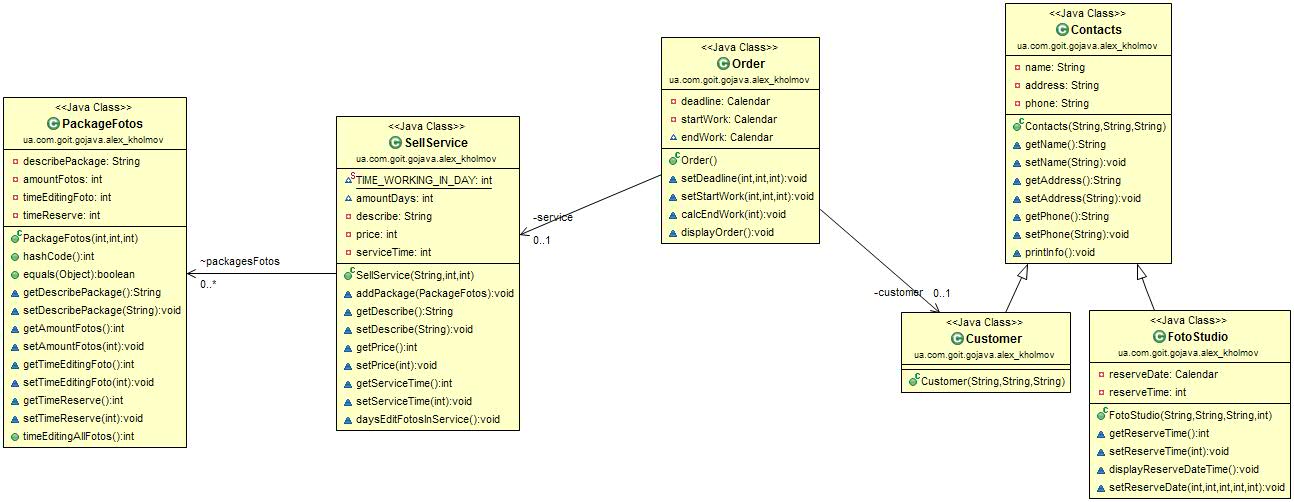 <<Java Class>>
PackageFotos
ua.com.goit.gojava.alex_kholmov
describePackage: String
amountFotos: int
timeEditingFoto: int
timeReserve: int
PackageFotos(int,int,int)
hashCode():int
equals(Object):boolean
getDescribePackage():String
setDescribePackage(String):void
getAmountFotos():int
setAmountFotos(int):void
getTimeEditingFoto():int
setTimeEditingFoto(int):void
getTimeReserve():int
setTimeReserve(int):void
timeEditingAllFotos():int
~packagesFotos
0..*
<<Java Class>>
SellService
ua.com.goit.gojava.alex_kholmov
TIME_WORKING_IN_DAY: int
amountDays: int
describe: String
price: int
serviceTime: int
SellService(String,int,int)
addPackage(PackageFotos):void
getDescribe():String
setDescribe(String):void
getPrice():int
setPrice(int):void
getServiceTime():int
setServiceTime(int):void
daysEditFotosInService():void
-service
0..1
<<Java Class>>
Order
ua.com.goit.gojava.alex_kholmov
deadline: Calendar
startWork: Calendar
endWork: Calendar
Order()
setDeadline(int,int,int):void
setStartWork(int,int,int):void
calcEndWork(int):void
displayOrder():void
-customer
0..1
<<Java Class>>
Contacts
ua.com.goit.gojava.alex_kholmov
name: String
address: String
phone: String
Contacts(String,String,String)
getName():String
setName(String):void
getAddress():String
setAddress(String):void
getPhone():String
setPhone(String):void
printInfo():void
<<Java Class>>
Customer
ua.com.goit.gojava.alex_kholmov
Customer(String,String,String)
<<Java Class>>
FotoStudio
ua.com.goit.gojava.alex_kholmov
reserveDate: Calendar
reserveTime: int
FotoStudio(String,String,String,int)
getReserveTime():int
setReserveTime(int):void
displayReserveDateTime():void
setReserveDate(int,int,int,int,int):void